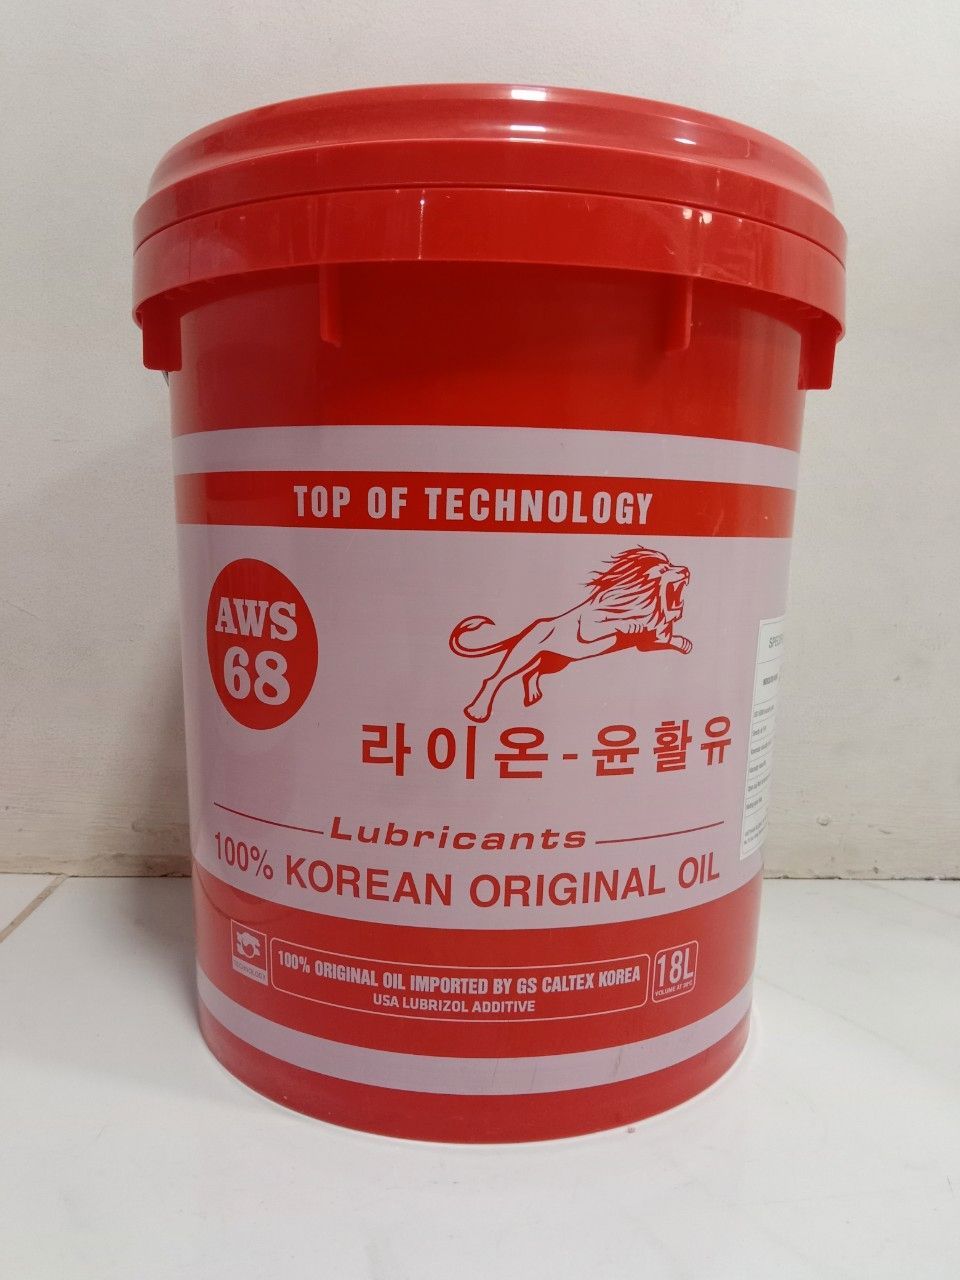 TOP OF TECHNOLOGY
AWS
68
라이온-윤활유
Lubricants
100% KOREAN ORIGINAL OIL
TECHNOLOGY
100% ORIGINAL OIL IMPORTED BY GS CALTEX KOREA
USA LUBRIZOL ADDITIVE
18L